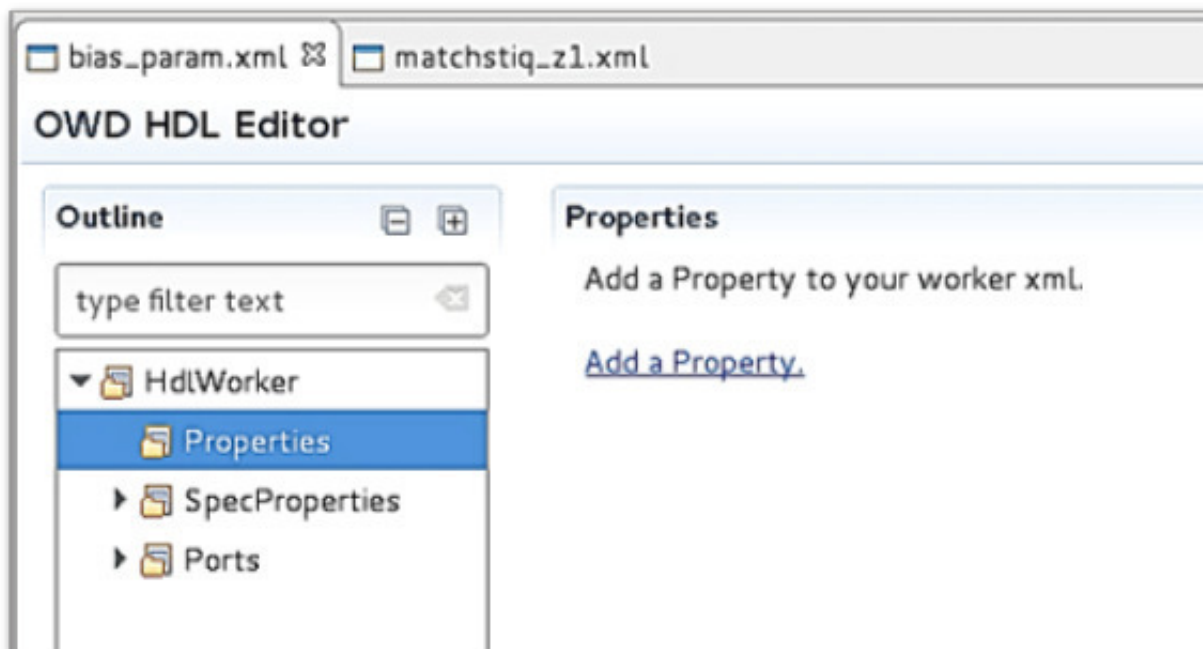 bias_param.xml matchstiq_z1.xml
OWD HDL Editor
Outline
type filter text
HdlWorker
Properties
SpecProperties
Ports
Properties
Add a Property to your worker xml.
Add a Property.